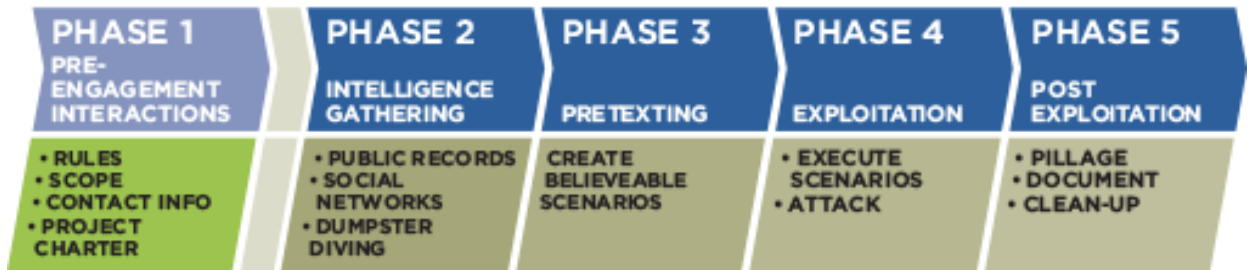 PHASE 1
PRE-
ENGAGEMENT
INTERACTIONS
• RULES
• SCOPE
• CONTACT INFO
• PROJECT
CHARTER
PHASE 2
INTELLIGENCE
GATHERING
• PUBLIC RECORDS
• SOCIAL
NETWORKS
• DUMPSTER
DIVING
PHASE 3
PRETEXTING
CREATE
BELIEVEABLE
SCENARIOS
PHASE 4
EXPLOITATION
• EXECUTE
SCENARIOS
• ATTACK
PHASE 5
POST
EXPLOITATION
• PILLAGE
• DOCUMENT
• CLEAN-UP